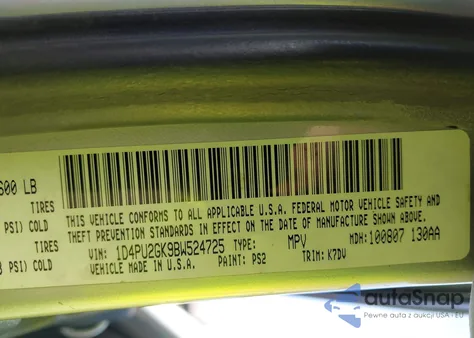 600 LB
TIRES
PSI) COLD
TIRES
PSI) COLD
THIS VEHICLE CONFORMS TO ALL APPLICABLE U.S.A. FEDERAL MOTOR VEHICLE SAFETY AND
THEFT PREVENTION STANDARDS IN EFFECT ON THE DATE OF MANUFACTURE SHOWN ABOVE.
VIN: 1D4PU2GK9BW524725 TYPE: MPV MDH: 100807 130AA
VEHICLE MADE IN U.S.A. PAINT: PS2 TRIM: K7DV
autoSnap
Pewne auta z aukcji USA - EU